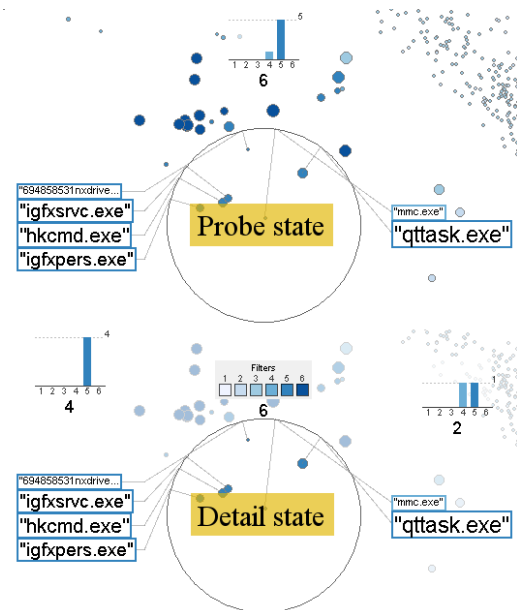 5
1 2 3 4 5 6
6
"694858531nxdrive...
"igfxsrvc.exe"
"hkcmd.exe"
"igfxpers.exe"
Probe state
"mmc.exe"
"qttask.exe"
4
1 2 3 4 5 6
4
Filters
1 2 3 4 5 6
6
1
1 2 3 4 5 6
2
"694858531nxdrive...
"igfxsrvc.exe"
"hkcmd.exe"
"igfxpers.exe"
Detail state
"mmc.exe"
"qttask.exe"